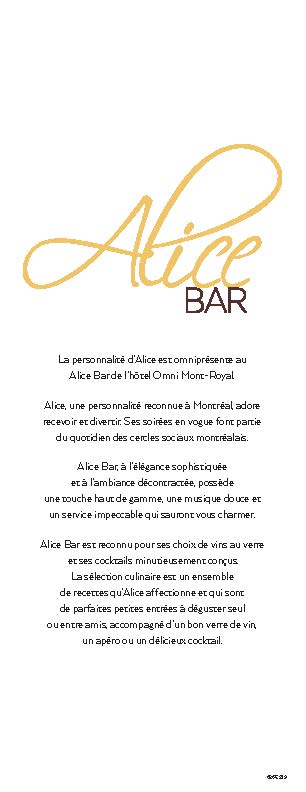 Alice
BAR
La personnalité d'Alice est omniprésente au
Alice Bar de l'hôtel Omni Mont-Royal.
Alice, une personnalité reconnue à Montréal, adore
recevoir et divertir. Ses soirées en vogue font partie
du quotidien des cercles sociaux montréalais.
Alice Bar, à l'élégance sophistiquée
et à l'ambiance décontractée, possède
une touche haut de gamme, une musique douce et
un service impeccable qui sauront vous charmer.
Alice Bar est reconnu pour ses choix de vins au verre
et ses cocktails minutieusement conçus.
La sélection culinaire est un ensemble
de recettes qu'Alice affectionne et qui sont
de parfaites petites entrées à déguster seul
ou entre amis, accompagné d'un bon verre de vin,
un apéro ou un délicieux cocktail.